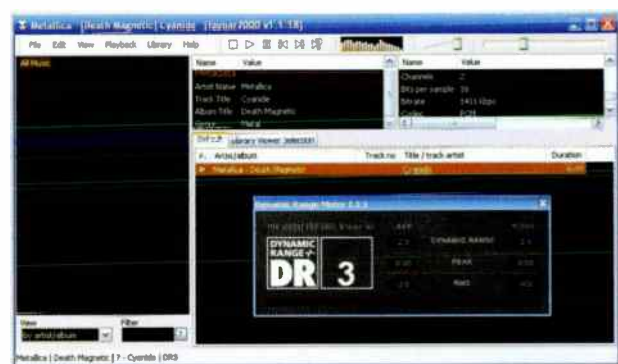 Metallica [Death Magnetic] Cyanide [foobar2000 v1.1.18]
File Edit View Playback Library Help
All Music
Name Value
Metadata
Artist Name Metallica
Track Title Cyanide
Album Title Death Magnetic
Genre Metal
Name Value
Channels 2
Bits per sample 16
Bitrate 1411 kbps
Codec PCM
Default Library Viewer Selection
Artist/album Track no Title / track artist Duration
Metallica - Death Magnetic Cyanide
Dynamic Range Meter
DYNAMIC RANGE
PEAK
RMS
DYNAMIC
RANGE
DR 3
View
by artist/album
Filter
Metallica | Death Magnetic | ? - Cyanide | DR3